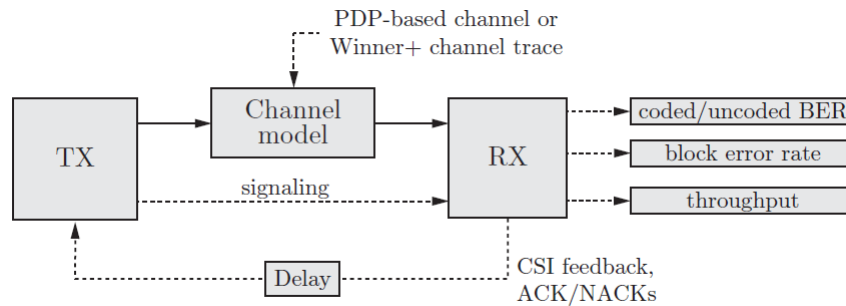 PDP-based channel or
Winner+ channel trace
TX
Channel
model
RX
coded/uncoded BER
block error rate
throughput
signaling
Delay
CSI feedback,
ACK/NACKs